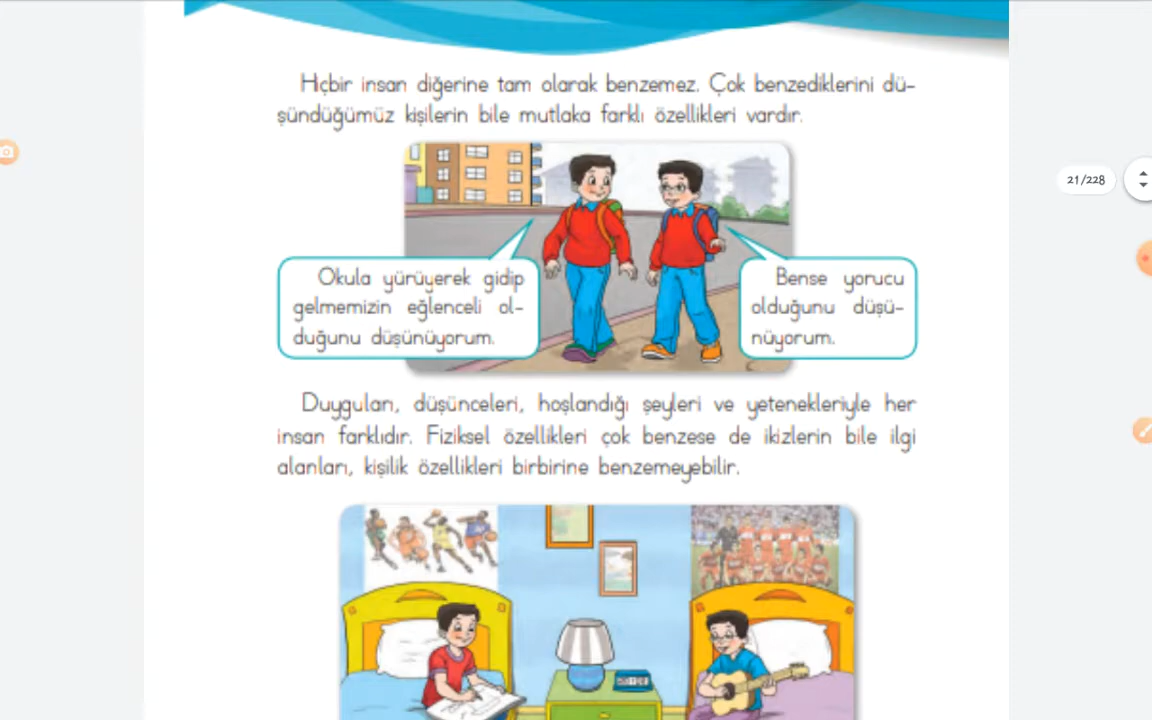 Hiçbir insan diğerine tam olarak benzemez. Çok benzediklerini dü-
şündüğümüz kişilerin bile mutlaka farklı özellikleri vardır.
21/228
Okula yürüyerek gidip
gelmemizin eğlenceli ol-
duğunu düşünüyorum.
Bense yorucu
olduğunu düşü-
nüyorum.
Duyguları, düşünceleri, hoşlandığı şeyleri ve yetenekleriyle her
insan farklıdır. Fiziksel özellikleri çok benzese de ikizlerin bile ilgi
alanları, kişilik özellikleri birbirine benzemeyebilir.